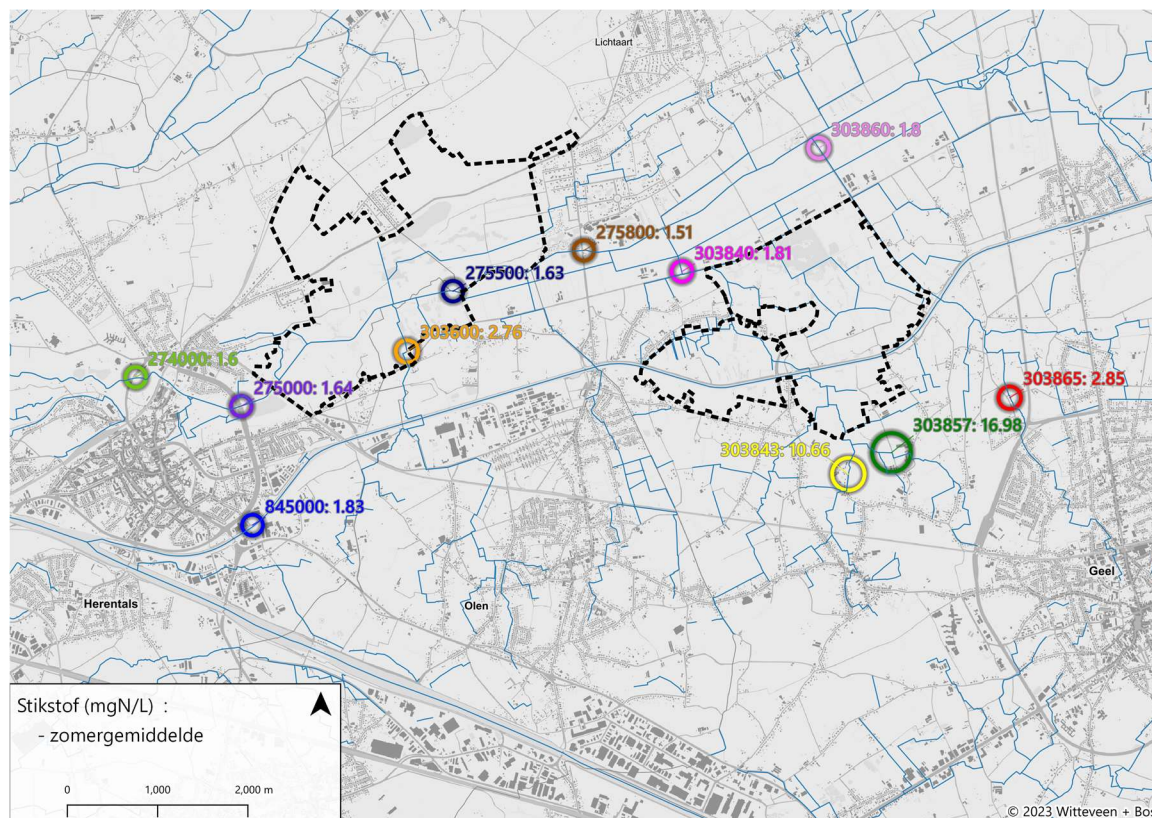 Lichtaart
303860: 1.8
275800: 1.51
303840: 1.81
275500: 1.63
303600: 2.76
274000: 1.6
275000: 1.64
303865: 2.85
303857: 16.98
303843: 10.66
845000: 1.83
Geel
Herentals
Olen
Stikstof (mgN/L) :
- zomergemiddelde
0 1,000 2,000 m
© 2023 Witteveen + Bos